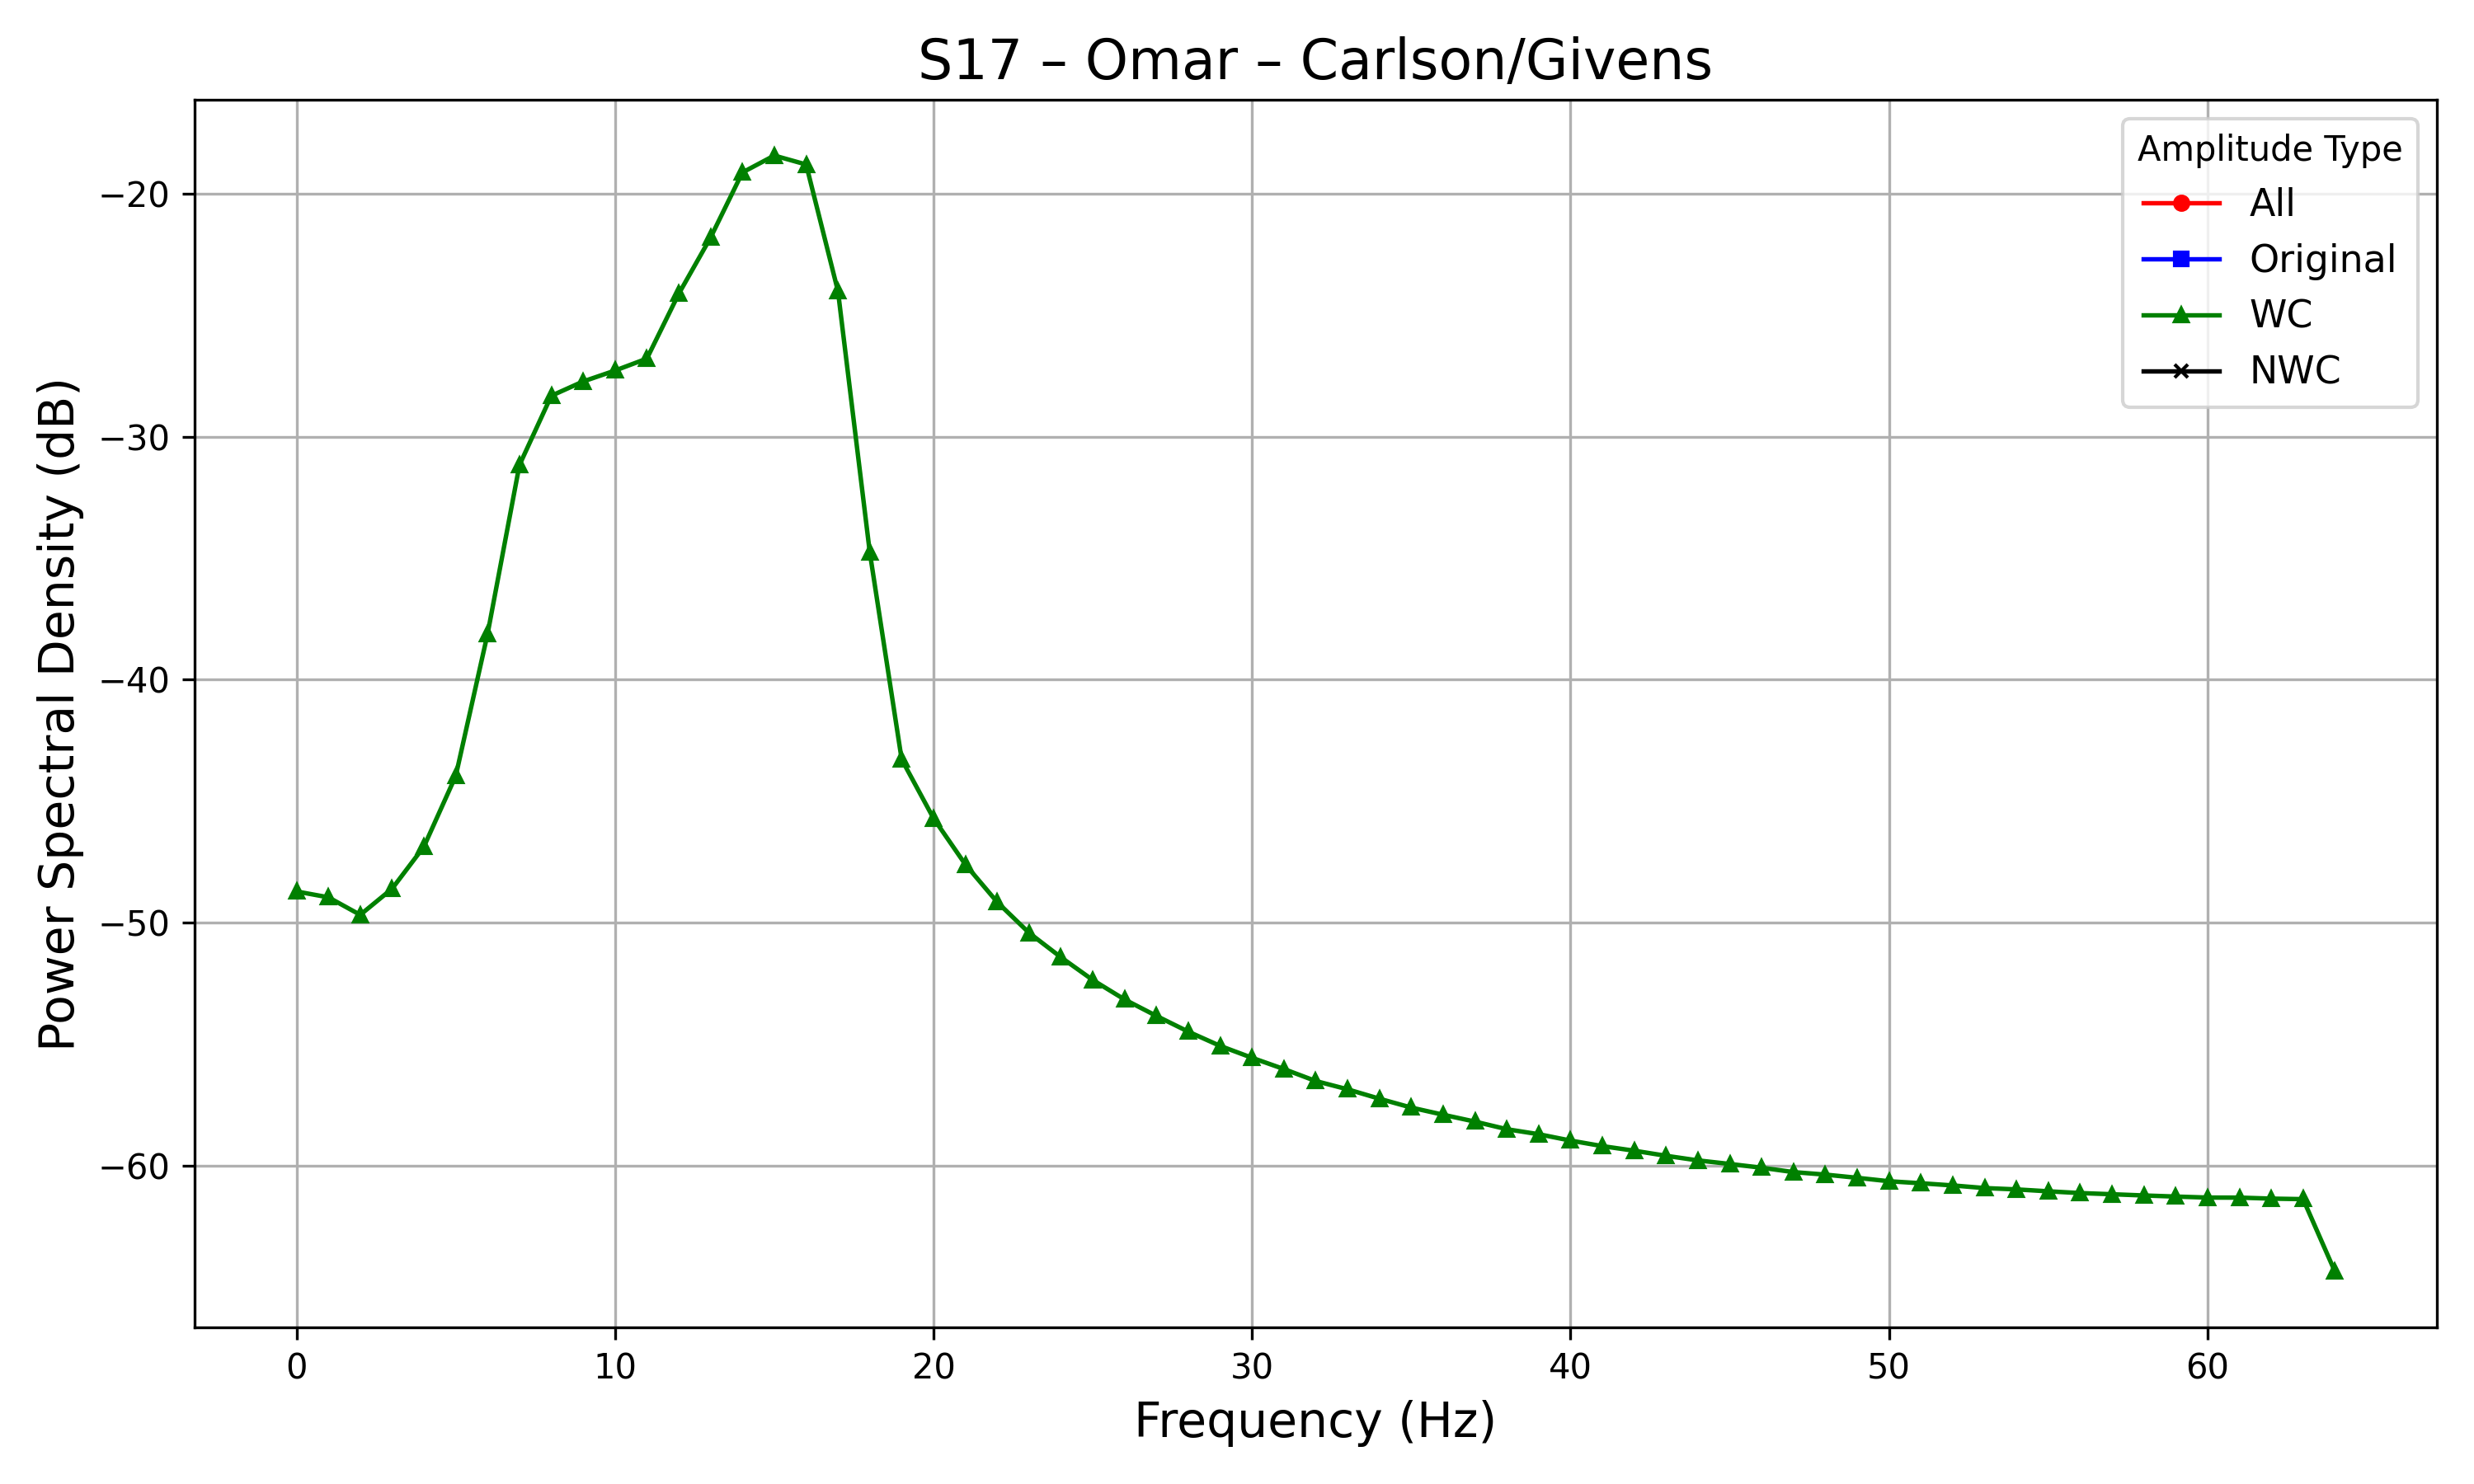 S17 – Omar – Carlson/Givens
Amplitude Type
All
Original
WC
NWC
Power Spectral Density (dB)
−20
−30
−40
−50
−60
0 10 20 30 40 50 60
Frequency (Hz)